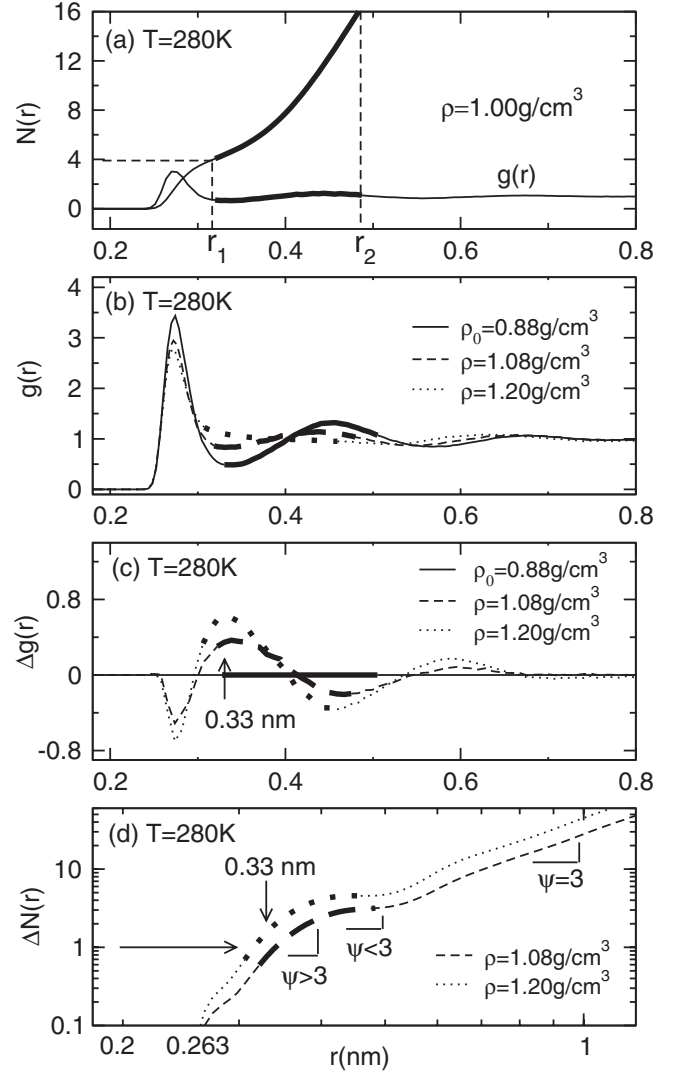 (a) T=280K
16
12
8
4
0
N(r)
ρ=1.00g/cm³
g(r)
0.2 r₁ 0.4 r₂ 0.6 0.8
(b) T=280K
4
3
2
1
0
g(r)
ρ₀=0.88g/cm³
ρ=1.08g/cm³
ρ=1.20g/cm³
0.2 0.4 0.6 0.8
(c) T=280K
0.8
0
-0.8
Δg(r)
ρ₀=0.88g/cm³
ρ=1.08g/cm³
ρ=1.20g/cm³
0.33 nm
0.2 0.4 0.6 0.8
(d) T=280K
0.33 nm
10
1
0.1
ΔN(r)
ψ=3
ψ>3
ψ<3
ρ=1.08g/cm³
ρ=1.20g/cm³
0.2 0.263 1
r(nm)